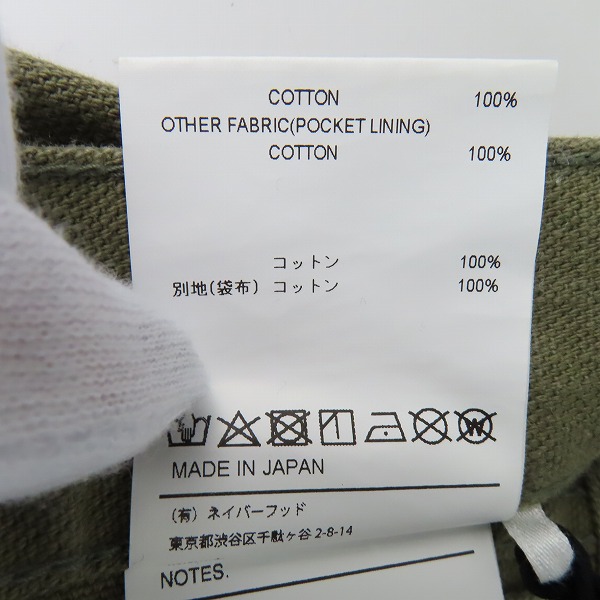 COTTON 100%
OTHER FABRIC(POCKET LINING)
COTTON 100%
コットン 100%
別地(袋布) コットン 100%
MADE IN JAPAN
(有) ネイバーフッド
東京都渋谷区千駄ヶ谷 2-8-14
NOTES.